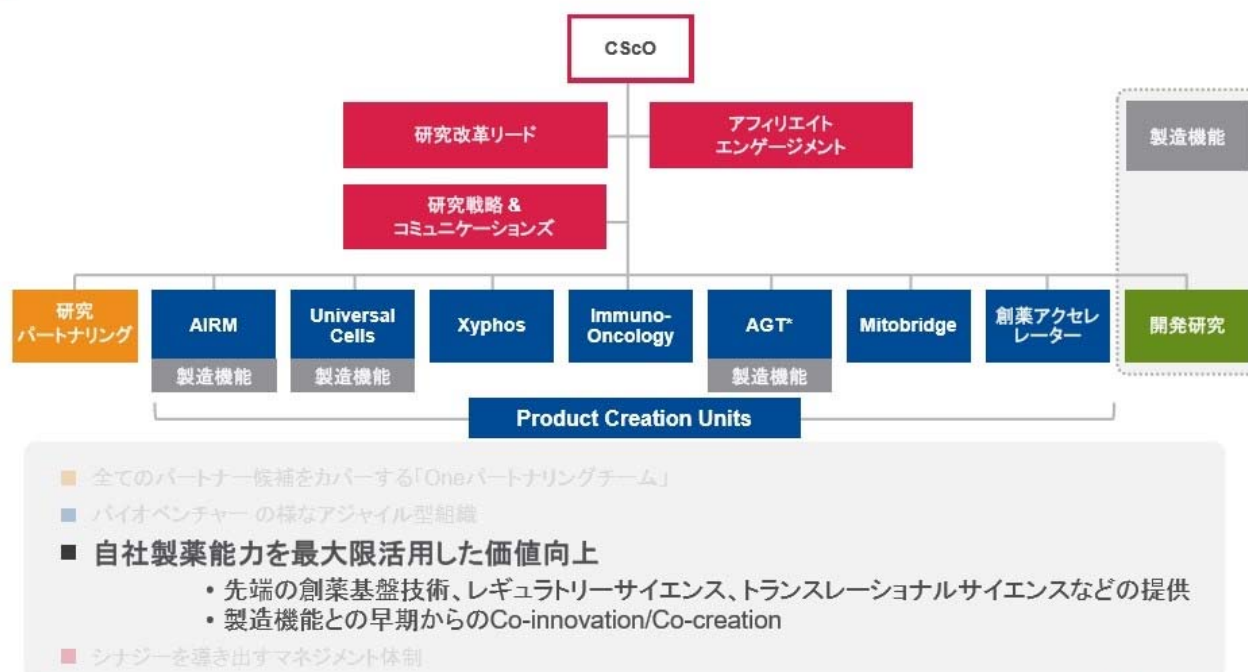 CScO
研究改革リード
アフィリエイト
エンゲージメント
製造機能
研究戦略 &
コミュニケーションズ
研究
パートナリング
AIRM
Universal
Cells
Xyphos
Immuno-
Oncology
AGT*
Mitobridge
創薬アクセレ
レーター
開発研究
製造機能
製造機能
製造機能
Product Creation Units
■ 全てのパートナー候補をカバーする「Oneパートナリングチーム」
■ バイオベンチャー の様なアジャイル型組織
■ 自社製薬能力を最大限活用した価値向上
• 先端の創薬基盤技術、レギュラトリーサイエンス、トランスレーショナルサイエンスなどの提供
• 製造機能との早期からのCo-innovation/Co-creation
■ シナジーを導き出すマネジメント体制